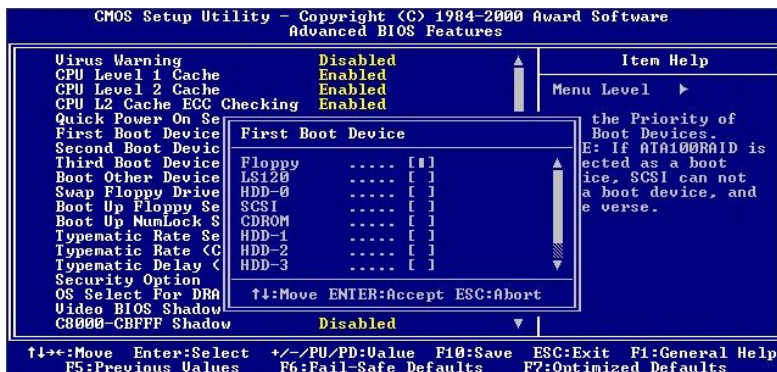 CMOS Setup Utility - Copyright (C) 1984-2000 Award Software
Advanced BIOS Features
Virus Warning Disabled
CPU Level 1 Cache Enabled
CPU Level 2 Cache Enabled
CPU L2 Cache ECC Checking Enabled
Quick Power On Se
First Boot Device
Second Boot Devic
Third Boot Device
Boot Other Device
Swap Floppy Drive
Boot Up Floppy Se
Boot Up NumLock S
Typematic Rate Se
Typematic Rate (C
Typematic Delay (
Security Option
OS Select For DRA
Video BIOS Shadow
C8000-CBFFF Shadow Disabled
First Boot Device
Floppy ..... [▮]
LS120 ..... [ ]
HDD-0 ..... [ ]
SCSI ..... [ ]
CDROM ..... [ ]
HDD-1 ..... [ ]
HDD-2 ..... [ ]
HDD-3 ..... [ ]
↑↓:Move ENTER:Accept ESC:Abort
Item Help
Menu Level ▶
the Priority of
Boot Devices.
E: If ATA100RAID is
ected as a boot
ice, SCSI can not
a boot device, and
e verse.
↑↓→←:Move Enter:Select +/-/PU/PD:Value F10:Save ESC:Exit F1:General Help
F5:Previous Values F6:Fail-Safe Defaults F7:Optimized Defaults